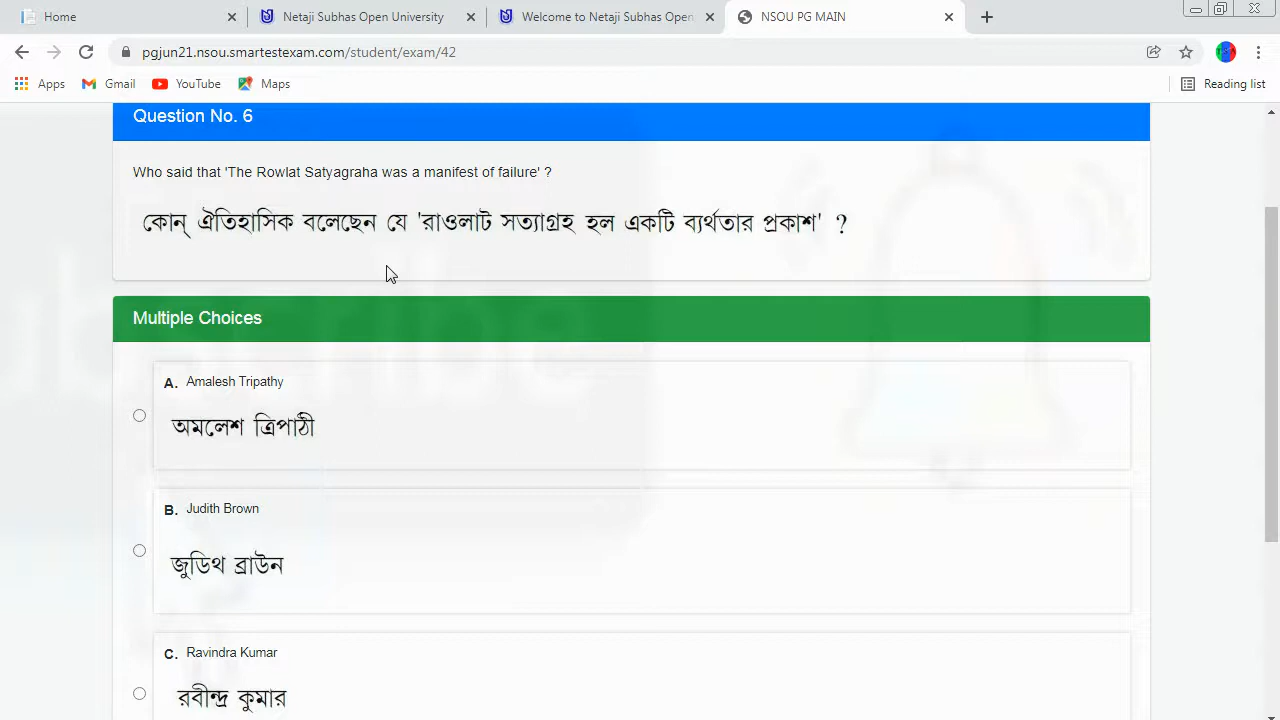 Home
Netaji Subhas Open University
Welcome to Netaji Subhas Open
NSOU PG MAIN
pgjun21.nsou.smartestexam.com/student/exam/42
Apps
Gmail
YouTube
Maps
Reading list
Question No. 6
Who said that 'The Rowlat Satyagraha was a manifest of failure' ?
কোন্ ঐতিহাসিক বলেছেন যে 'রাওলাট সত্যাগ্রহ হল একটি ব্যর্থতার প্রকাশ' ?
Multiple Choices
A. Amalesh Tripathy
অমলেশ ত্রিপাঠী
B. Judith Brown
জুডিথ ব্রাউন
C. Ravindra Kumar
রবীন্দ্র কুমার